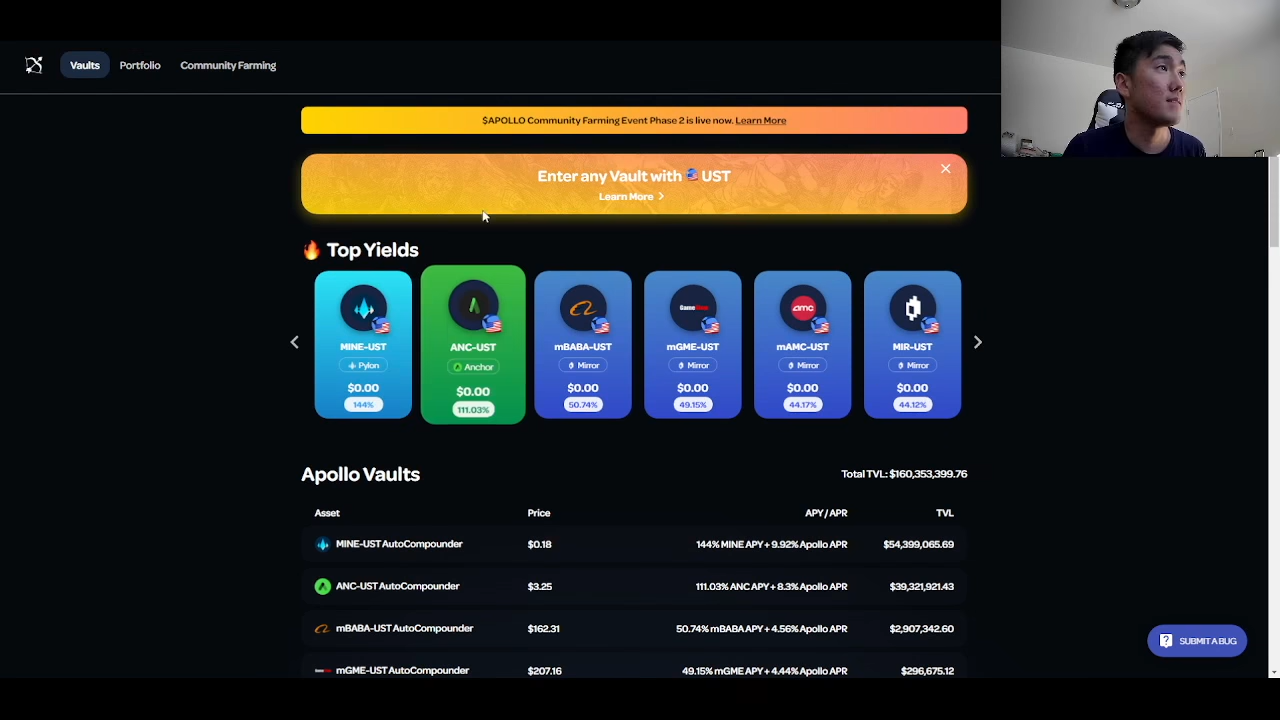 Vaults
Portfolio
Community Farming
$APOLLO Community Farming Event Phase 2 is live now. Learn More
Enter any Vault with UST
Learn More >
Top Yields
MINE-UST
Pylon
$0.00
144%
ANC-UST
Anchor
$0.00
111.03%
mBABA-UST
Mirror
$0.00
50.74%
mGME-UST
Mirror
$0.00
49.15%
mAMC-UST
Mirror
$0.00
44.17%
MIR-UST
Mirror
$0.00
44.12%
Apollo Vaults
Total TVL: $160,353,399.76
Asset Price APY / APR TVL
MINE-UST AutoCompounder $0.18 144% MINE APY + 9.92% Apollo APR $54,399,065.69
ANC-UST AutoCompounder $3.25 111.03% ANC APY + 8.3% Apollo APR $39,321,921.43
mBABA-UST AutoCompounder $162.31 50.74% mBABA APY + 4.56% Apollo APR $2,907,342.60
mGME-UST AutoCompounder $207.16 49.15% mGME APY + 4.44% Apollo APR $296,675.12
SUBMIT A BUG